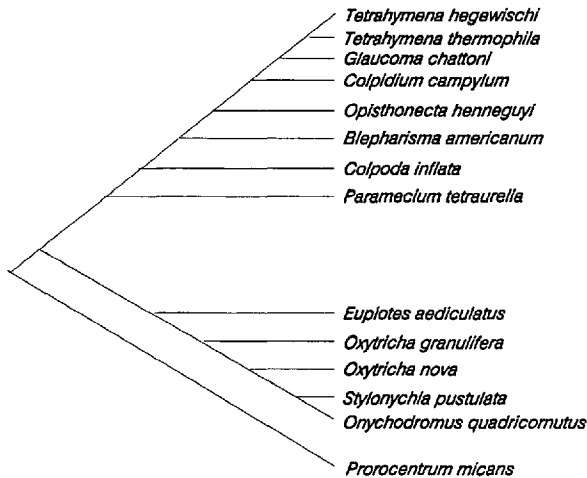 Tetrahymena hegewischi
Tetrahymena thermophila
Glaucoma chattoni
Colpidium campylum
Opisthonecta henneguyi
Blepharisma americanum
Colpoda inflata
Paramecium tetraurelia
Euplotes aediculatus
Oxytricha granulifera
Oxytricha nova
Stylonychia pustulata
Onychodromus quadricornutus
Prorocentrum micans